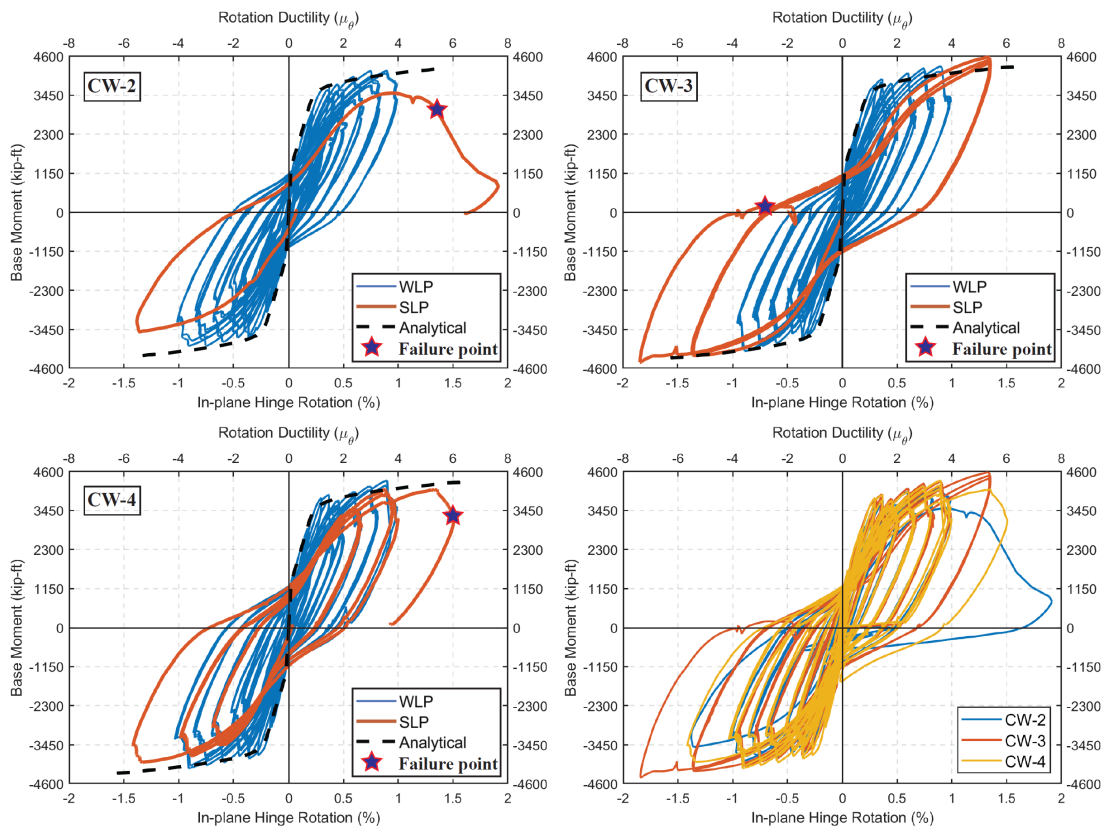 Rotation Ductility (μθ)
-8 -6 -4 -2 0 2 4 6 8
4600 4600
CW-2
3450 3450
2300 2300
1150 1150
0 0
-1150 -1150
-2300 -2300
-3450 -3450
-4600 -4600
Base Moment (kip-ft)
WLP
SLP
Analytical
Failure point
-2 -1.5 -1 -0.5 0 0.5 1 1.5 2
In-plane Hinge Rotation (%)
Rotation Ductility (μθ)
-8 -6 -4 -2 0 2 4 6 8
4600 4600
CW-3
3450 3450
2300 2300
1150 1150
0 0
-1150 -1150
-2300 -2300
-3450 -3450
-4600 -4600
Base Moment (kip-ft)
WLP
SLP
Analytical
Failure point
-2 -1.5 -1 -0.5 0 0.5 1 1.5 2
In-plane Hinge Rotation (%)
Rotation Ductility (μθ)
-8 -6 -4 -2 0 2 4 6 8
4600 4600
CW-4
3450 3450
2300 2300
1150 1150
0 0
-1150 -1150
-2300 -2300
-3450 -3450
-4600 -4600
Base Moment (kip-ft)
WLP
SLP
Analytical
Failure point
-2 -1.5 -1 -0.5 0 0.5 1 1.5 2
In-plane Hinge Rotation (%)
Rotation Ductility (μθ)
-8 -6 -4 -2 0 2 4 6 8
4600 4600
3450 3450
2300 2300
1150 1150
0 0
-1150 -1150
-2300 -2300
-3450 -3450
-4600 -4600
Base Moment (kip-ft)
CW-2
CW-3
CW-4
-2 -1.5 -1 -0.5 0 0.5 1 1.5 2
In-plane Hinge Rotation (%)